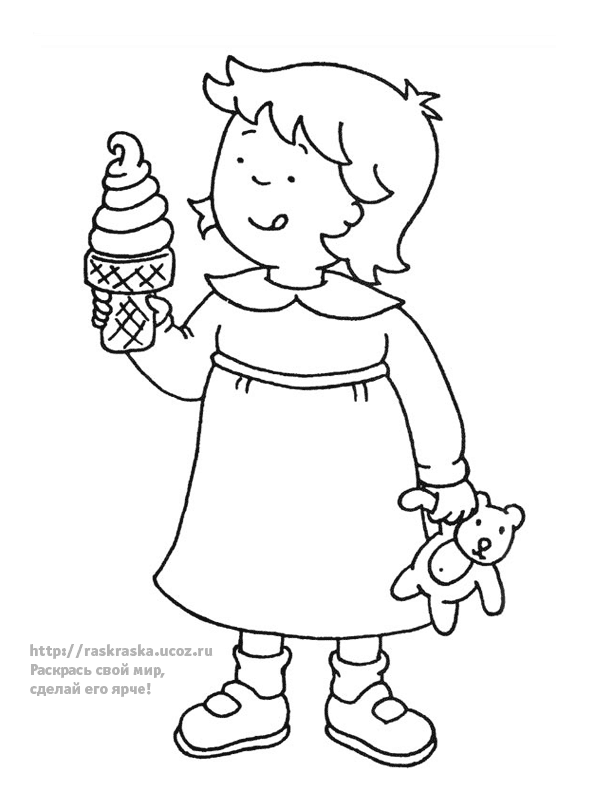 http://raskraska.ucoz.ru
Раскрась свой мир,
сделай его ярче!